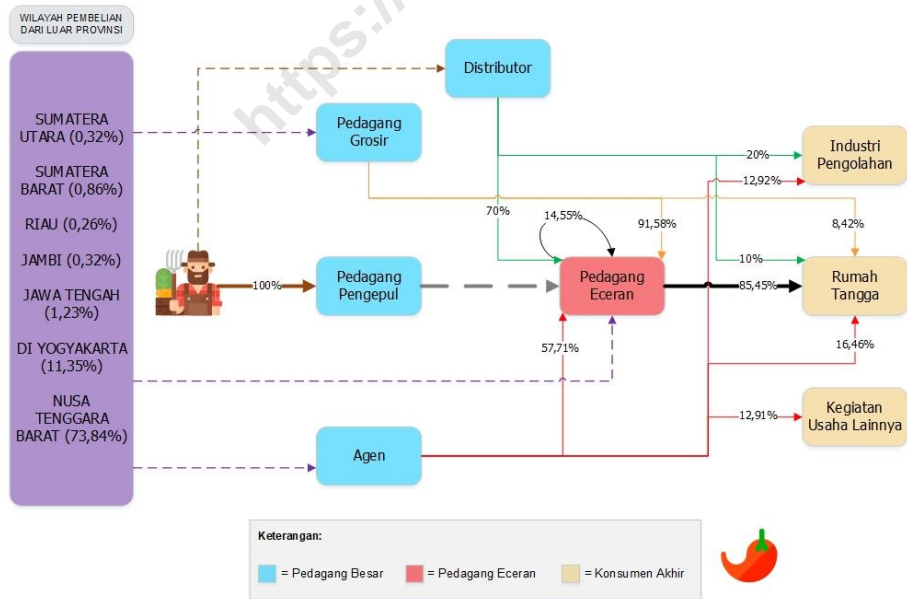 WILAYAH PEMBELIAN
DARI LUAR PROVINSI
SUMATERA
UTARA (0,32%)
SUMATERA
BARAT (0,86%)
RIAU (0,26%)
JAMBI (0,32%)
JAWA TENGAH
(1,23%)
DI YOGYAKARTA
(11,35%)
NUSA
TENGGARA
BARAT (73,84%)
https:/
Distributor
Pedagang
Grosir
Pedagang
Pengepul
Agen
100%
70%
14,55%
91,58%
57,71%
Pedagang
Eceran
20%
12,92%
8,42%
10%
85,45%
16,46%
12,91%
Industri
Pengolahan
Rumah
Tangga
Kegiatan
Usaha Lainnya
Keterangan:
= Pedagang Besar
= Pedagang Eceran
= Konsumen Akhir